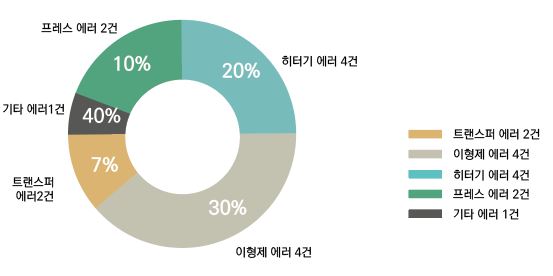 프레스 에러 2건
10%
20%
히터기 에러 4건
기타 에러1건
40%
7%
트랜스퍼
에러2건
30%
이형제 에러 4건
트랜스퍼 에러 2건
이형제 에러 4건
히터기 에러 4건
프레스 에러 2건
기타 에러 1건